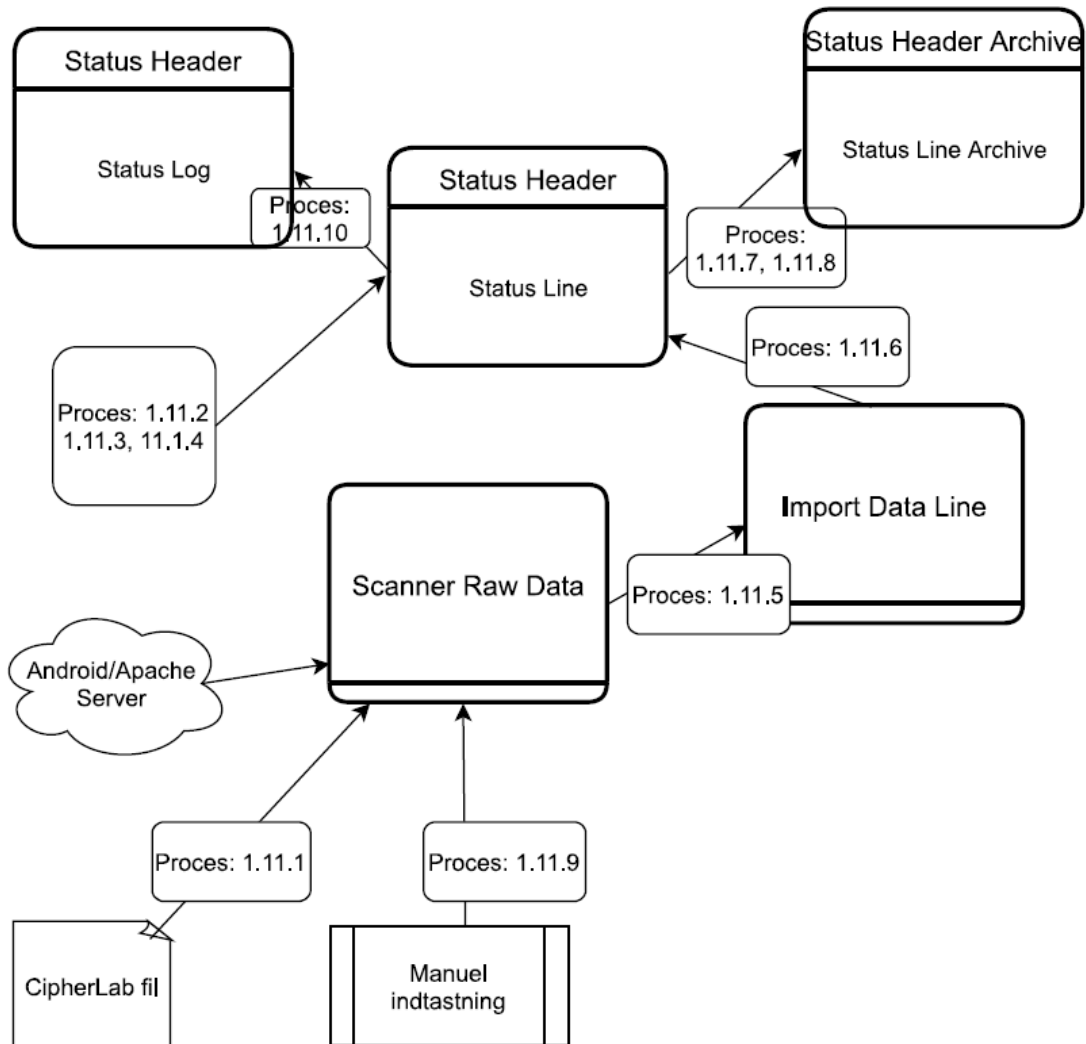 Status Header
Status Log
Proces:
1.11.10
Status Header
Status Line
Status Header Archive
Status Line Archive
Proces:
1.11.7, 1.11.8
Proces: 1.11.6
Proces: 1.11.2
1.11.3, 11.1.4
Import Data Line
Scanner Raw Data
Proces: 1.11.5
Android/Apache
Server
Proces: 1.11.1
Proces: 1.11.9
CipherLab fil
Manuel
indtastning